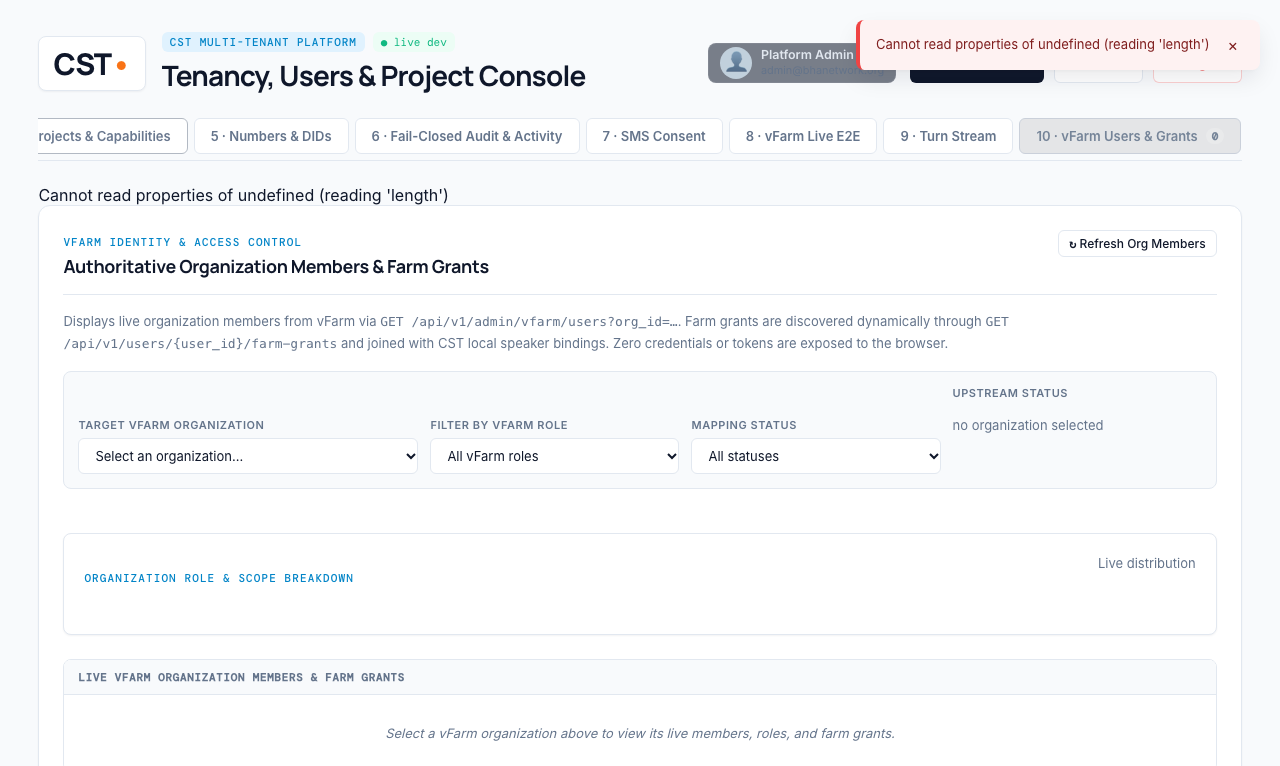 CST
CST MULTI-TENANT PLATFORM
live dev
Tenancy, Users & Project Console
Platform Admin
Cannot read properties of undefined (reading 'length')
×
rojects & Capabilities
5 · Numbers & DIDs
6 · Fail-Closed Audit & Activity
7 · SMS Consent
8 · vFarm Live E2E
9 · Turn Stream
10 · vFarm Users & Grants 0
Cannot read properties of undefined (reading 'length')
VFARM IDENTITY & ACCESS CONTROL
Authoritative Organization Members & Farm Grants
↻ Refresh Org Members
Displays live organization members from vFarm via GET /api/v1/admin/vfarm/users?org_id=…. Farm grants are discovered dynamically through GET
/api/v1/users/{user_id}/farm-grants and joined with CST local speaker bindings. Zero credentials or tokens are exposed to the browser.
UPSTREAM STATUS
TARGET VFARM ORGANIZATION
FILTER BY VFARM ROLE
MAPPING STATUS
no organization selected
Select an organization...
All vFarm roles
All statuses
Live distribution
ORGANIZATION ROLE & SCOPE BREAKDOWN
LIVE VFARM ORGANIZATION MEMBERS & FARM GRANTS
Select a vFarm organization above to view its live members, roles, and farm grants.